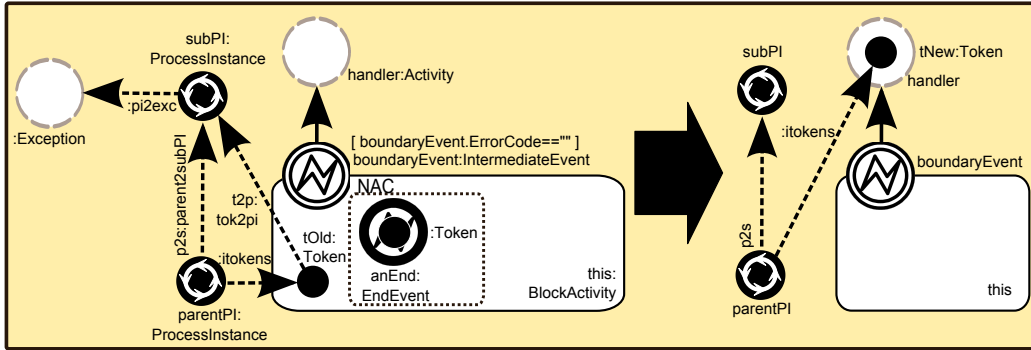 subPI:
ProcessInstance
:pi2exc
:Exception
handler:Activity
[ boundaryEvent.ErrorCode=="" ]
boundaryEvent:IntermediateEvent
p2s:parent2subPI
t2p:
tok2pi
NAC
:Token
anEnd:
EndEvent
tOld:
Token
:itokens
parentPI:
ProcessInstance
this:
BlockActivity
subPI
tNew:Token
handler
:itokens
boundaryEvent
p2s
parentPI
this